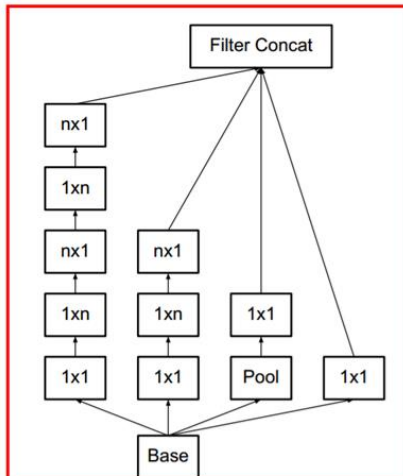 Filter Concat
nx1
1xn
nx1
nx1
1xn
1xn
1x1
1x1
1x1
Pool
1x1
Base